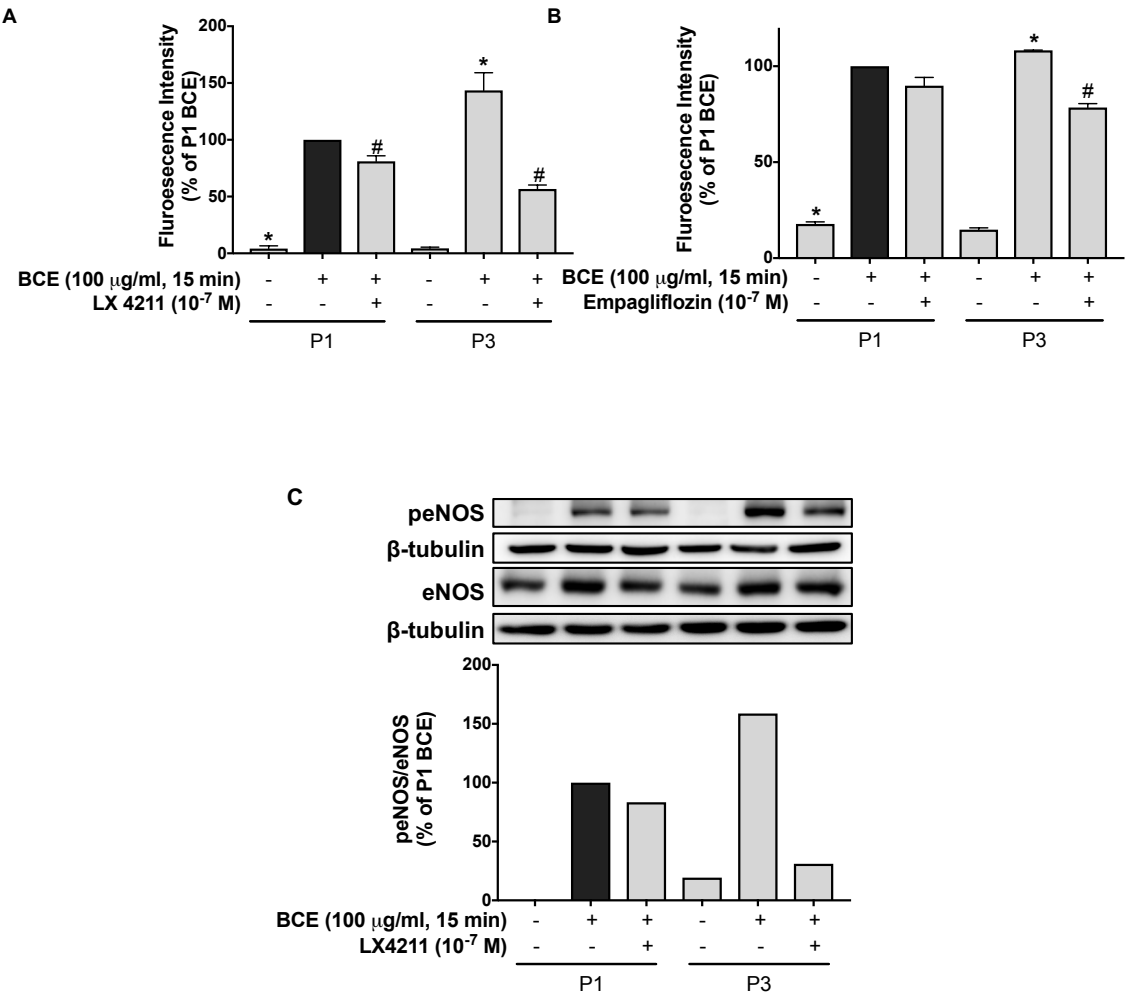 A
Fluroesecence Intensity
(% of P1 BCE)
200
150
100
50
0
*
#
*
#
BCE (100 μg/ml, 15 min) - + + - + +
LX 4211 (10-7 M) - - + - - +
P1 P3
B
Fluroesecence Intensity
(% of P1 BCE)
100
50
0
*
*
#
BCE (100 μg/ml, 15 min) - + + - + +
Empagliflozin (10-7 M) - - + - - +
P1 P3
C
peNOS
β-tubulin
eNOS
β-tubulin
peNOS/eNOS
(% of P1 BCE)
200
150
100
50
0
BCE (100 μg/ml, 15 min) - + + - + +
LX4211 (10-7 M) - - + - - +
P1 P3